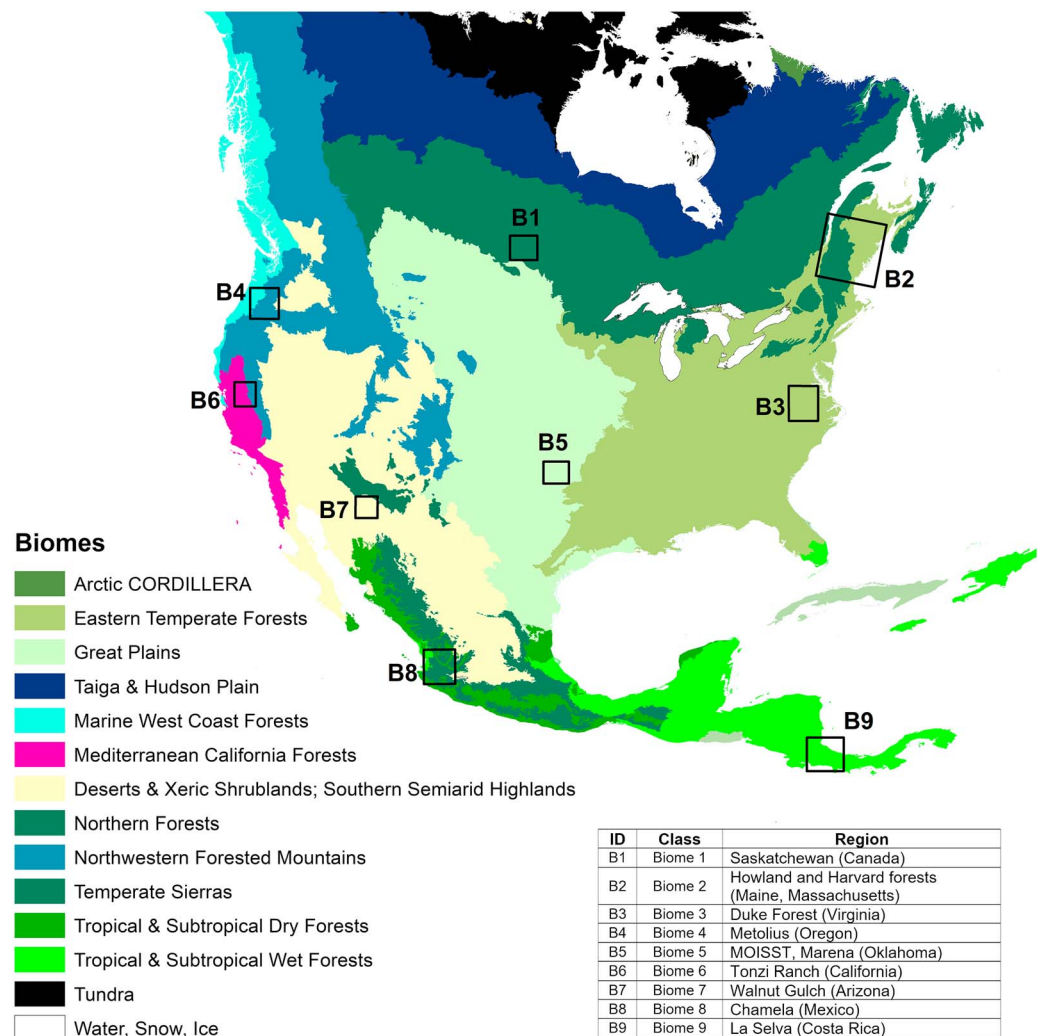 B1
B2
B4
B3
B6
B5
B7
B8
B9
Biomes
Arctic CORDILLERA
Eastern Temperate Forests
Great Plains
Taiga & Hudson Plain
Marine West Coast Forests
Mediterranean California Forests
Deserts & Xeric Shrublands; Southern Semiarid Highlands
Northern Forests
Northwestern Forested Mountains
Temperate Sierras
Tropical & Subtropical Dry Forests
Tropical & Subtropical Wet Forests
Tundra
Water, Snow, Ice
ID Class Region
B1 Biome 1 Saskatchewan (Canada)
B2 Biome 2 Howland and Harvard forests
(Maine, Massachusetts)
B3 Biome 3 Duke Forest (Virginia)
B4 Biome 4 Metolius (Oregon)
B5 Biome 5 MOISST, Marena (Oklahoma)
B6 Biome 6 Tonzi Ranch (California)
B7 Biome 7 Walnut Gulch (Arizona)
B8 Biome 8 Chamela (Mexico)
B9 Biome 9 La Selva (Costa Rica)